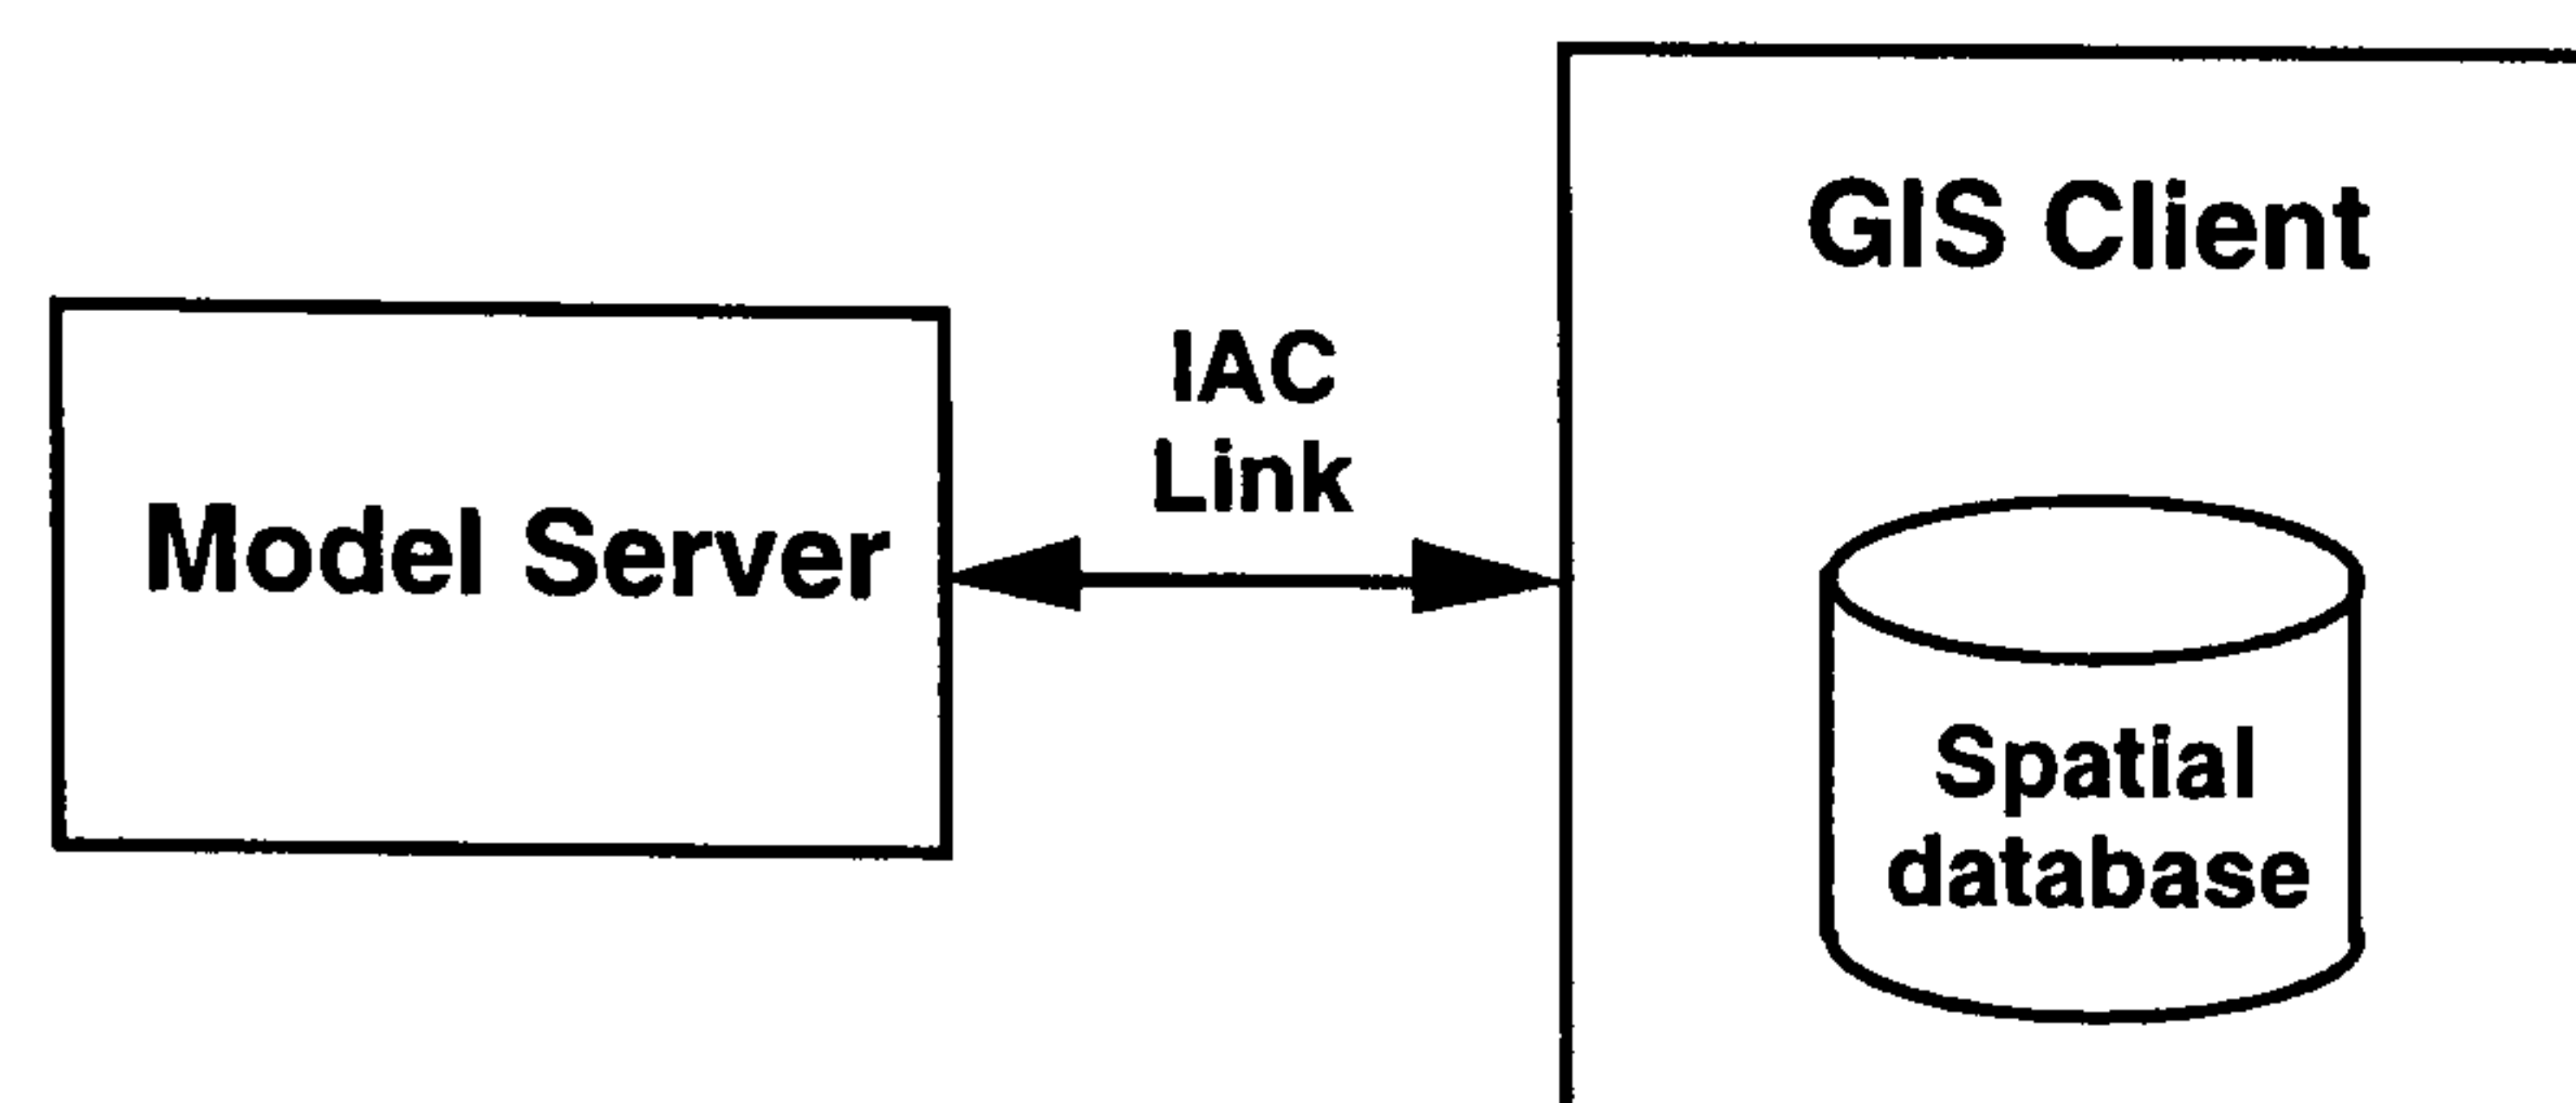 GIS Client
IAC
Link
Model Server
Spatial
database